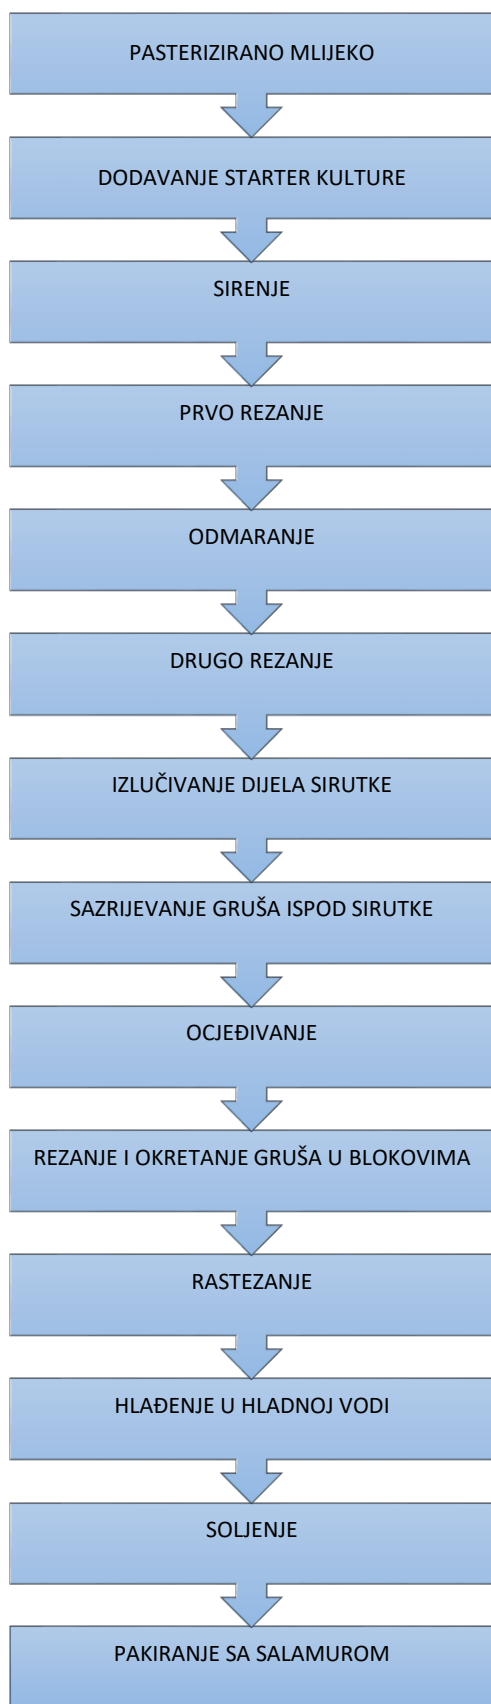 PASTERIZIRANO MLIJEKO
DODAVANJE STARTER KULTURE
SIRENJE
PRVO REZANJE
ODMARANJE
DRUGO REZANJE
IZLUČIVANJE DIJELA SIRUTKE
SAZRIJEVANJE GRUŠA ISPOD SIRUTKE
OCJEĐIVANJE
REZANJE I OKRETANJE GRUŠA U BLOKOVIMA
RASTEZANJE
HLAĐENJE U HLADNOJ VODI
SOLJENJE
PAKIRANJE SA SALAMUROM